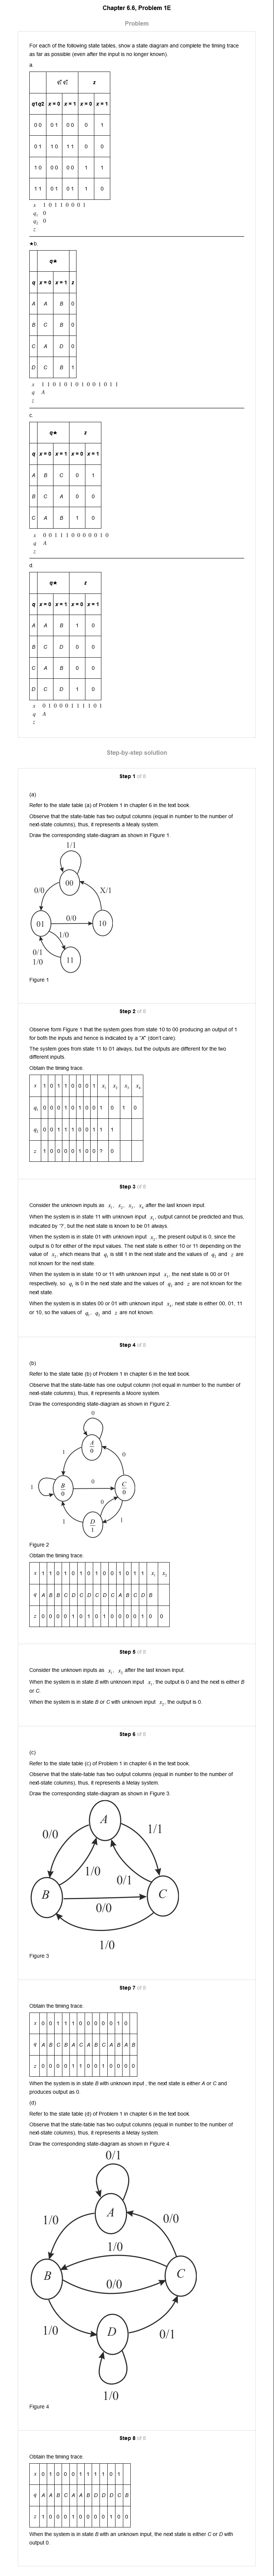 Chapter 6.6, Problem 1E
Problem
For each of the following state tables, show a state diagram and complete the timing trace
as far as possible (even after the input is no longer known)
a.
q₁* q₂* z
q1q2 x = 0 x = 1 x = 0 x = 1
0 0 0 1 0 0 0 1
0 1 1 0 1 1 0 0
1 0 0 0 0 0 1 1
1 1 0 1 0 1 1 0
x 1 0 1 1 0 0 0 1
q₁ 0
q₂ 0
z
★b.
q★
q x = 0 x = 1 z
A A B 0
B C B 0
C A D 0
D C B 1
x 1 1 0 1 0 1 0 1 0 0 1 0 1 1
q A
z
c.
q★ z
q x = 0 x = 1 x = 0 x = 1
A B C 0 1
B C A 0 0
C A B 1 0
x 0 0 1 1 1 0 0 0 0 0 1 0
q A
z
d.
q★ z
q x = 0 x = 1 x = 0 x = 1
A A B 1 0
B C D 0 0
C A B 0 0
D C D 1 0
x 0 1 0 0 0 1 1 1 1 0 1
q A
z
Step-by-step solution
Step 1 of 8
(a)
Refer to the state table (a) of Problem 1 in chapter 6 in the text book.
Observe that the state-table has two output columns (equal in number to the number of
next-state columns), thus, it represents a Mealy system.
Draw the corresponding state-diagram as shown in Figure 1.
1/1
00
0/0 X/1
01 0/0 10
1/0
0/1
1/0
11
Figure 1
Step 2 of 8
Observe form Figure 1 that the system goes from state 10 to 00 producing an output of 1
for both the inputs and hence is indicated by a "X" (don't care).
The system goes from state 11 to 01 always, but the outputs are different for the two
different inputs.
Obtain the timing trace.
x 1 0 1 1 0 0 0 1 x₁ x₂ x₃ x₄
q₁ 0 0 0 1 0 1 0 0 1 0 1 0
q₂ 0 0 1 1 1 0 0 1 1 1
z 1 0 0 0 0 1 0 0 ? 0
Step 3 of 8
Consider the unknown inputs as x₁, x₂, x₃, x₄ after the last known input.
When the system is in state 11 with unknown input x₁, output cannot be predicted and thus,
indicated by '?', but the next state is known to be 01 always.
When the system is in state 01 with unknown input x₂, the present output is 0, since the
output is 0 for either of the input values. The next state is either 10 or 11 depending on the
value of x₂, which means that q₁ is still 1 in the next state and the values of q₂ and z are
not known for the next state.
When the system is in state 10 or 11 with unknown input x₃, the next state is 00 or 01
respectively, so q₁ is 0 in the next state and the values of q₂ and z are not known for the
next state.
When the system is in states 00 or 01 with unknown input x₄, next state is either 00, 01, 11
or 10, so the values of q₁, q₂ and z are not known.
Step 4 of 8
(b)
Refer to the state table (b) of Problem 1 in chapter 6 in the text book.
Observe that the state-table has one output column (not equal in number to the number of
next-state columns), thus, it represents a Moore system.
Draw the corresponding state-diagram as shown in Figure 2.
0
A
0
1 0
1 B
0
0 C
0
0
1 D
1
1
Figure 2
Obtain the timing trace.
x 1 1 0 1 0 1 0 1 0 0 1 0 1 1 x₁ x₂
q A B B C D C D C D C A B C D B
z 0 0 0 0 1 0 1 0 1 0 0 0 0 1 0 0
Step 5 of 8
Consider the unknown inputs as x₁, x₂ after the last known input.
When the system is in state B with unknown input x₁, the output is 0 and the next is either B
or C.
When the system is in state B or C with unknown input x₂, the output is 0.
Step 6 of 8
(c)
Refer to the state table (c) of Problem 1 in chapter 6 in the text book.
Observe that the state-table has two output columns (equal in number to the number of
next-state columns), thus, it represents a Melay system.
Draw the corresponding state-diagram as shown in Figure 3.
A
0/0 1/1
1/0 0/1
B C
0/0
1/0
Figure 3
Step 7 of 8
Obtain the timing trace.
x 0 0 1 1 1 0 0 0 0 0 1 0
q A B C B A C A B C A B A B
z 0 0 0 0 1 1 0 0 1 0 0 0 0
When the system is in state B with unknown input , the next state is either A or C and
produces output as 0.
(d)
Refer to the state table (d) of Problem 1 in chapter 6 in the text book.
Observe that the state-table has two output columns (equal in number to the number of
next-state columns), thus, it represents a Melay system.
Draw the corresponding state-diagram as shown in Figure 4.
0/1
A
1/0 0/0
1/0
B C
0/0
1/0 D 0/1
1/0
Figure 4
Step 8 of 8
Obtain the timing trace.
x 0 1 0 0 0 1 1 1 1 0 1
q A A B C A A B D D D C B
z 1 0 0 0 1 0 0 0 0 1 0 0
When the system is in state B with an unknown input, the next state is either C or D with
output 0.